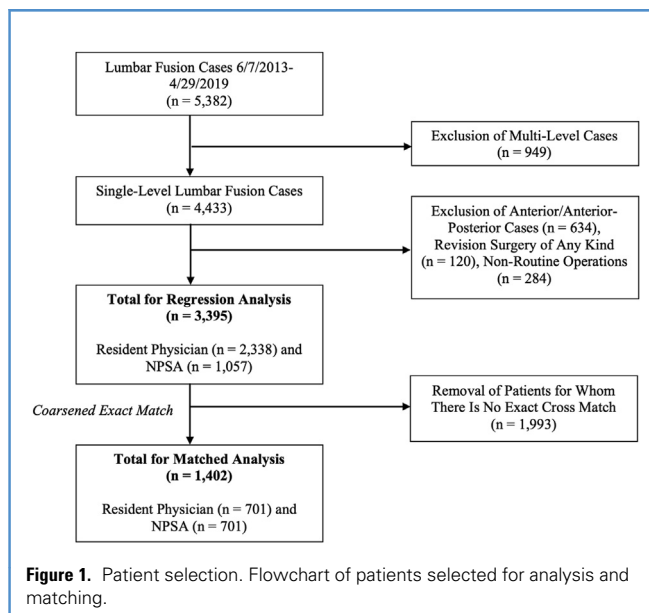 Lumbar Fusion Cases 6/7/2013-
4/29/2019
(n = 5,382)
Exclusion of Multi-Level Cases
(n = 949)
Single-Level Lumbar Fusion Cases
(n = 4,433)
Exclusion of Anterior/Anterior-
Posterior Cases (n = 634),
Revision Surgery of Any Kind
(n = 120), Non-Routine Operations
(n = 284)
Total for Regression Analysis
(n = 3,395)
Resident Physician (n = 2,338) and
NPSA (n = 1,057)
Coarsened Exact Match
Removal of Patients for Whom
There Is No Exact Cross Match
(n = 1,993)
Total for Matched Analysis
(n = 1,402)
Resident Physician (n = 701) and
NPSA (n = 701)
Figure 1. Patient selection. Flowchart of patients selected for analysis and
matching.